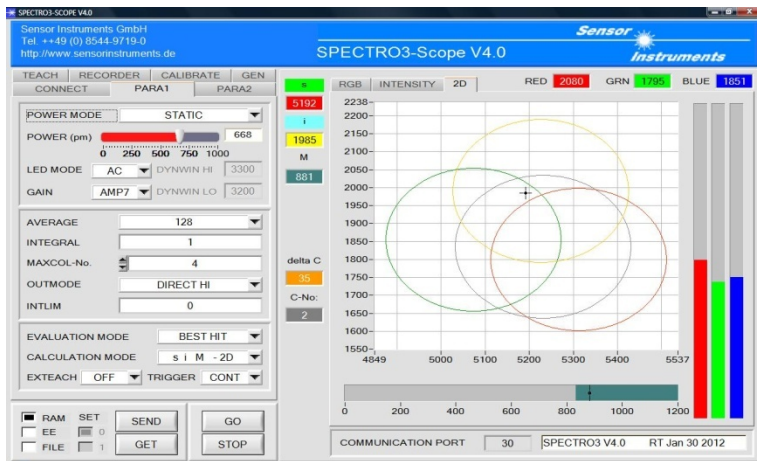 SPECTRO3-SCOPE V4.0
Sensor Instruments GmbH
Tel. ++49 (0) 8544-9719-0
http://www.sensorinstruments.de
SPECTRO3-Scope V4.0
Sensor
instruments
TEACH RECORDER CALIBRATE GEN
CONNECT PARA1 PARA2
POWER MODE STATIC
POWER (pm) 668
0 250 500 750 1000
LED MODE AC DYNWIN HI 3300
GAIN AMP7 DYNWIN LO 3200
AVERAGE 128
INTEGRAL 1
MAXCOL-No. 4
OUTMODE DIRECT HI
INTLIM 0
EVALUATION MODE BEST HIT
CALCULATION MODE s i M - 2D
EXTEACH OFF TRIGGER CONT
RAM SET SEND GO
EE 0
FILE 1 GET STOP
s
5192
i
1985
M
881
delta C
35
C-No:
2
RGB INTENSITY 2D RED 2080 GRN 1795 BLUE 1851
2238
2200
2150
2100
2050
2000
1950
1900
1850
1800
1750
1700
1650
1600
1550
4849 5000 5100 5200 5300 5400 5537
0 200 400 600 800 1000 1200
COMMUNICATION PORT 30 SPECTRO3 V4.0 RT Jan 30 2012